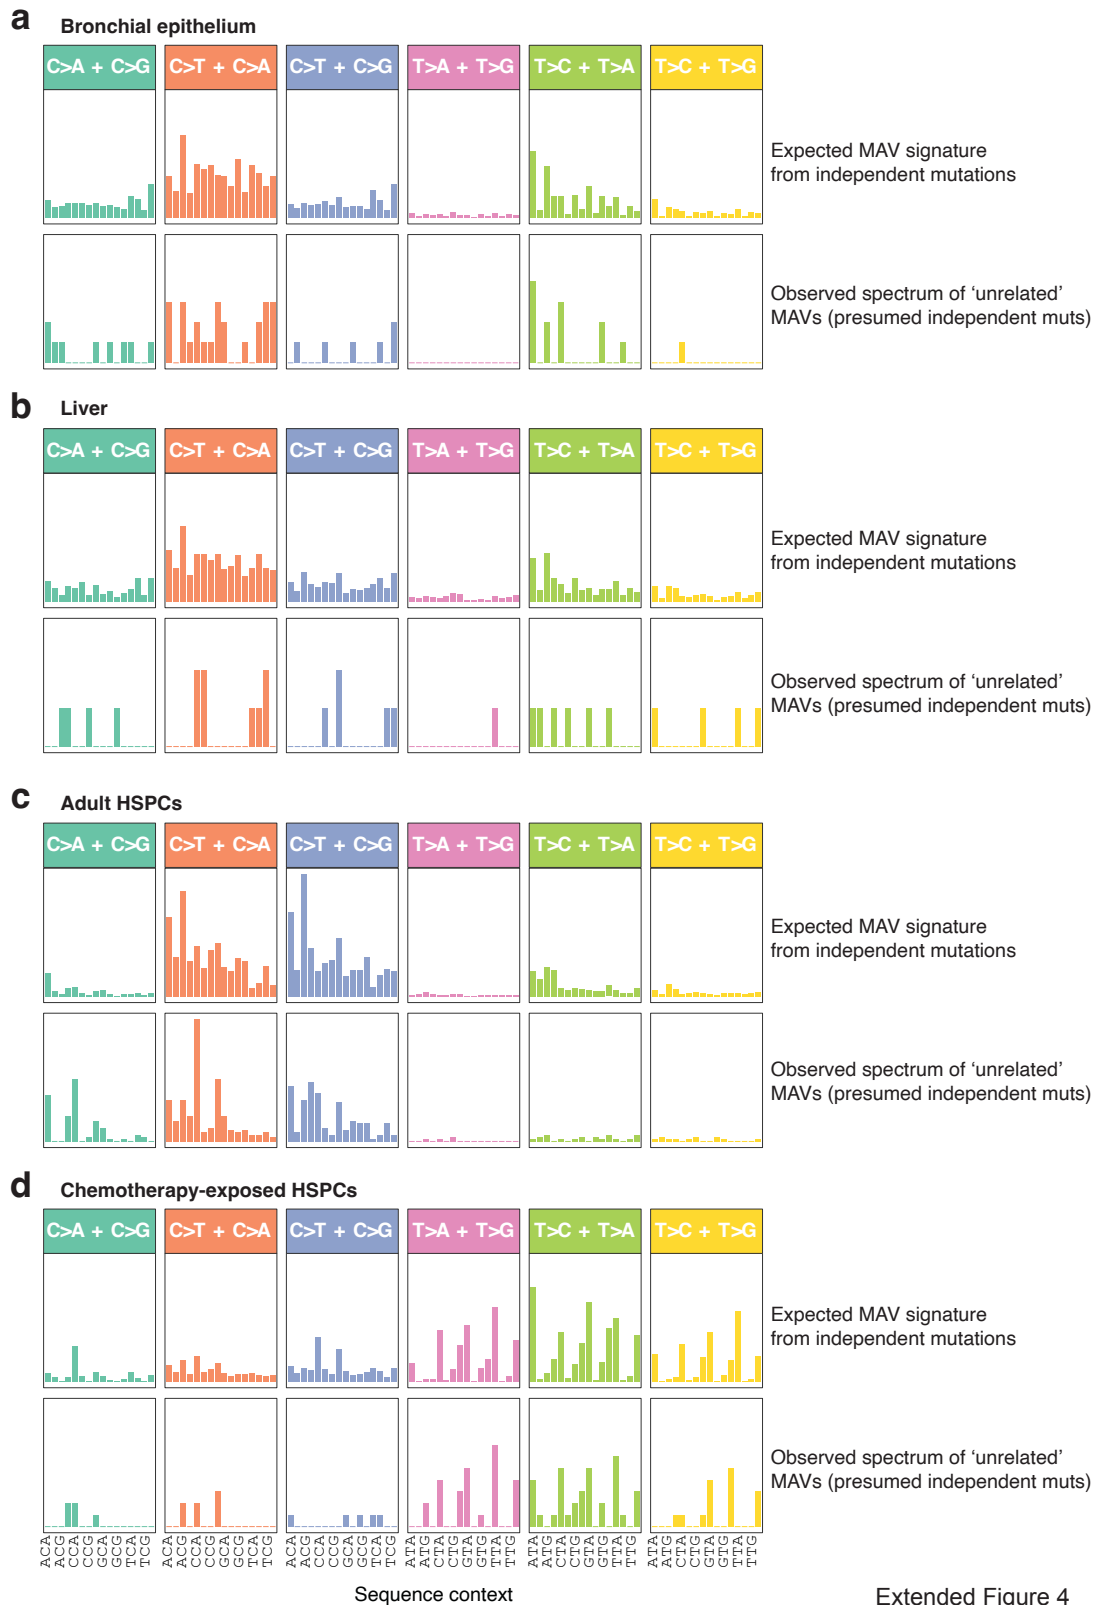 a Bronchial epithelium
C>A + C>G C>T + C>A C>T + C>G T>A + T>G T>C + T>A T>C + T>G
Expected MAV signature
from independent mutations
Observed spectrum of ‘unrelated’
MAVs (presumed independent muts)
b Liver
C>A + C>G C>T + C>A C>T + C>G T>A + T>G T>C + T>A T>C + T>G
Expected MAV signature
from independent mutations
Observed spectrum of ‘unrelated’
MAVs (presumed independent muts)
c Adult HSPCs
C>A + C>G C>T + C>A C>T + C>G T>A + T>G T>C + T>A T>C + T>G
Expected MAV signature
from independent mutations
Observed spectrum of ‘unrelated’
MAVs (presumed independent muts)
d Chemotherapy-exposed HSPCs
C>A + C>G C>T + C>A C>T + C>G T>A + T>G T>C + T>A T>C + T>G
Expected MAV signature
from independent mutations
Observed spectrum of ‘unrelated’
MAVs (presumed independent muts)
ACA ACG CCA CCG GCA GCG TCA TCG ACA ACG CCA CCG GCA GCG TCA TCG ACA ACG CCA CCG GCA GCG TCA TCG ATA ATG CTA CTG GTA GTG TTA TTG ATA ATG CTA CTG GTA GTG TTA TTG ATA ATG CTA CTG GTA GTG TTA TTG
Sequence context
Extended Figure 4